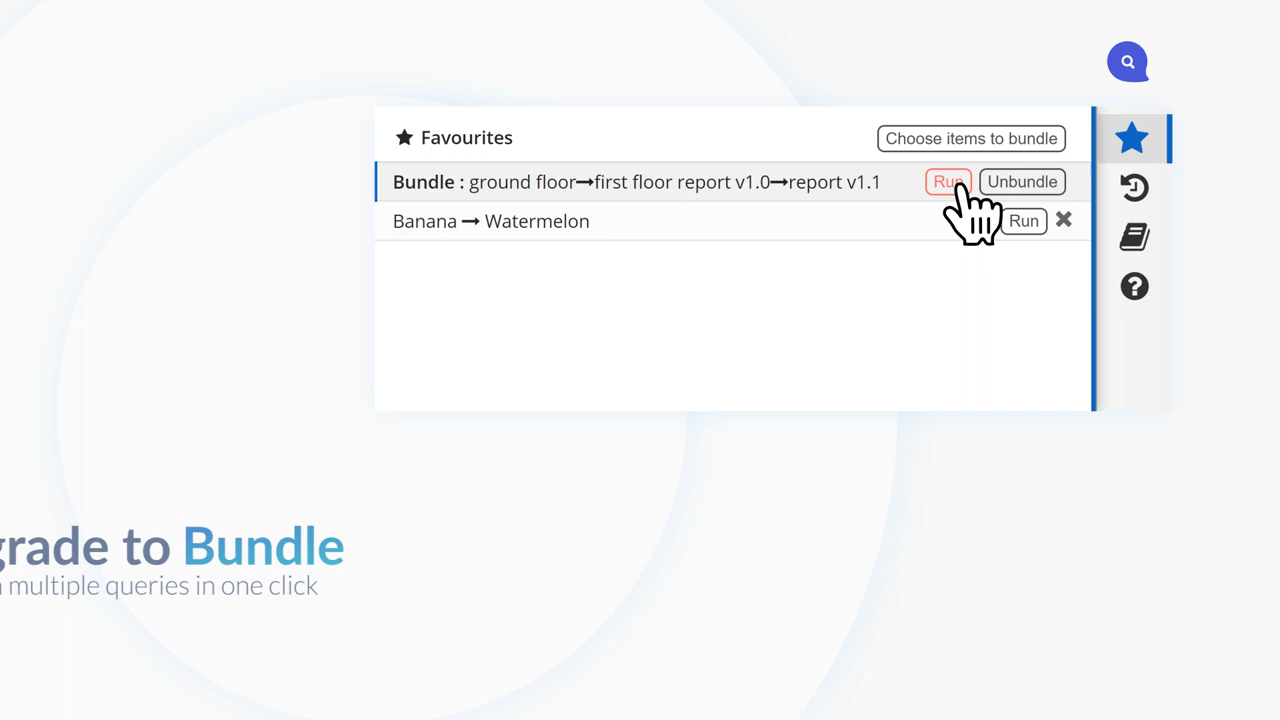 Favourites
Choose items to bundle
Bundle : ground floor→first floor report v1.0→report v1.1
Run
Unbundle
Banana → Watermelon
Run
to Bundle
multiple queries in one click